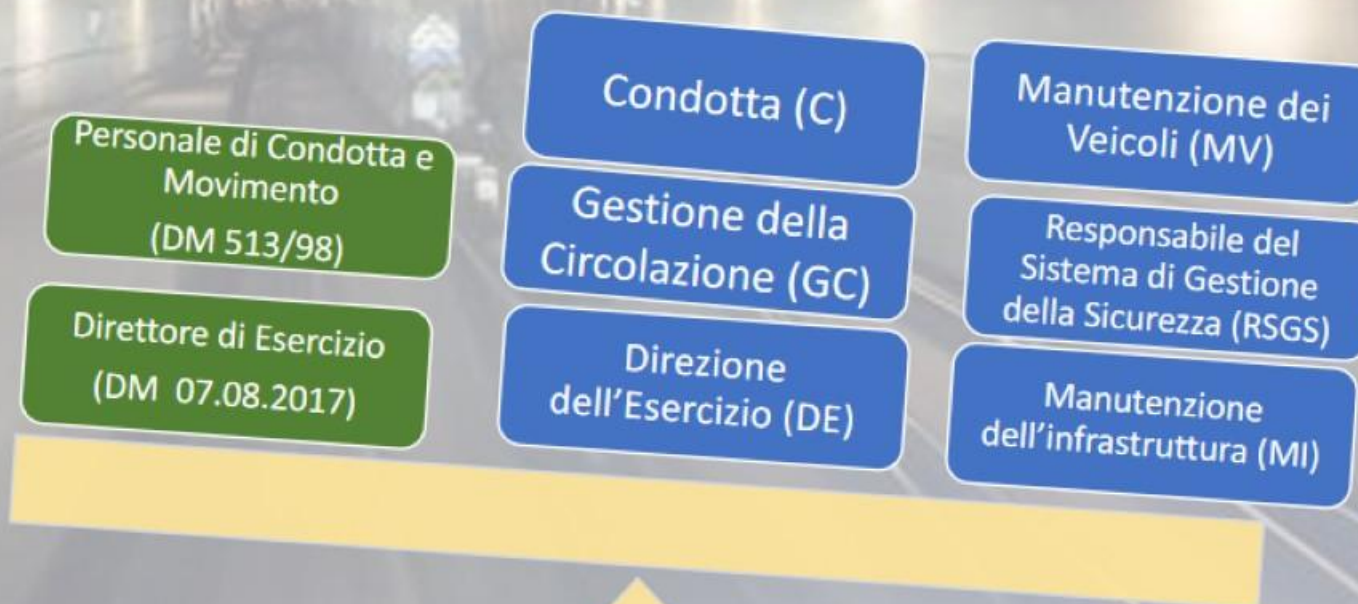 Personale di Condotta e
Movimento
(DM 513/98)
Direttore di Esercizio
(DM 07.08.2017)
Condotta (C)
Gestione della
Circolazione (GC)
Direzione
dell'Esercizio (DE)
Manutenzione dei
Veicoli (MV)
Responsabile del
Sistema di Gestione
della Sicurezza (RSGS)
Manutenzione
dell'infrastruttura (MI)